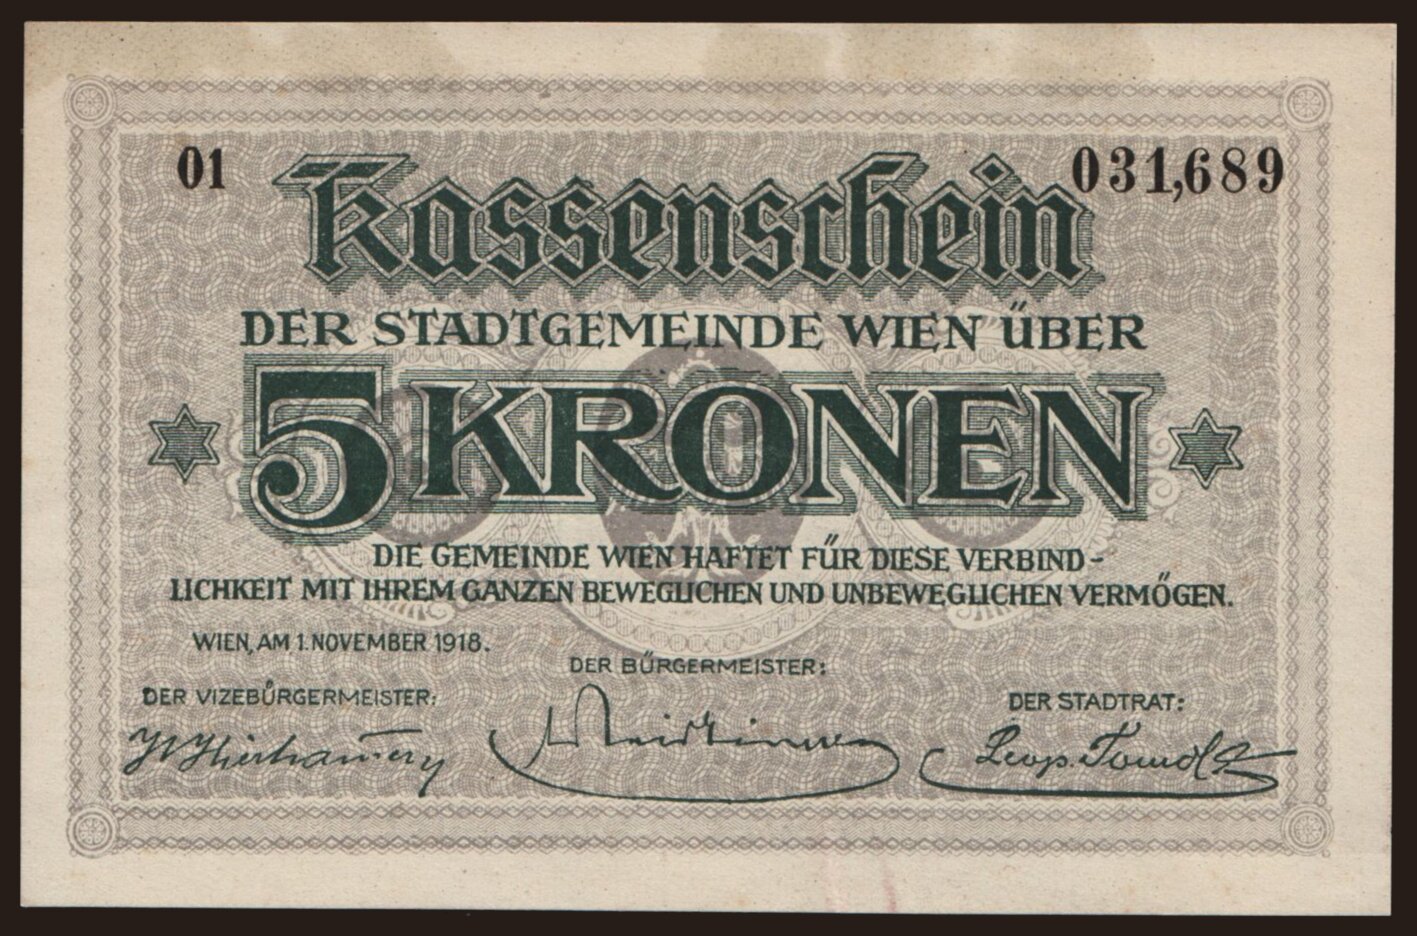 01 031,689
Kassenschein
DER STADTGEMEINDE WIEN ÜBER
5 KRONEN
DIE GEMEINDE WIEN HAFTET FÜR DIESE VERBIND-
LICHKEIT MIT IHREM GANZEN BEWEGLICHEN UND UNBEWEGLICHEN VERMÖGEN.
WIEN, AM 1. NOVEMBER 1918.
DER BÜRGERMEISTER:
DER VIZEBÜRGERMEISTER:
DER STADTRAT: